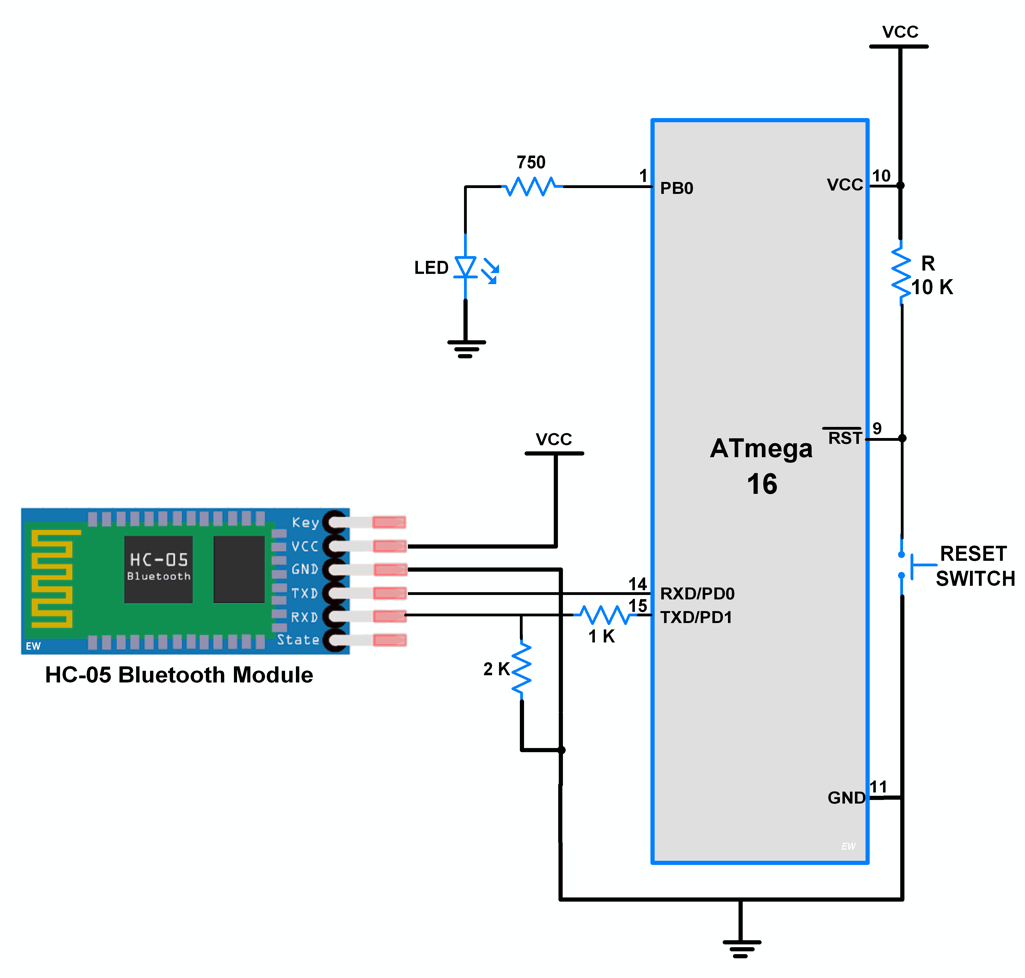 VCC
750
1
PB0
VCC
10
LED
R
10 K
VCC
RST
9
ATmega
16
Key
VCC
GND
TXD
RXD
State
HC-05
Bluetooth
EW
HC-05 Bluetooth Module
14
RXD/PD0
15
TXD/PD1
1 K
2 K
RESET
SWITCH
GND
11
EW